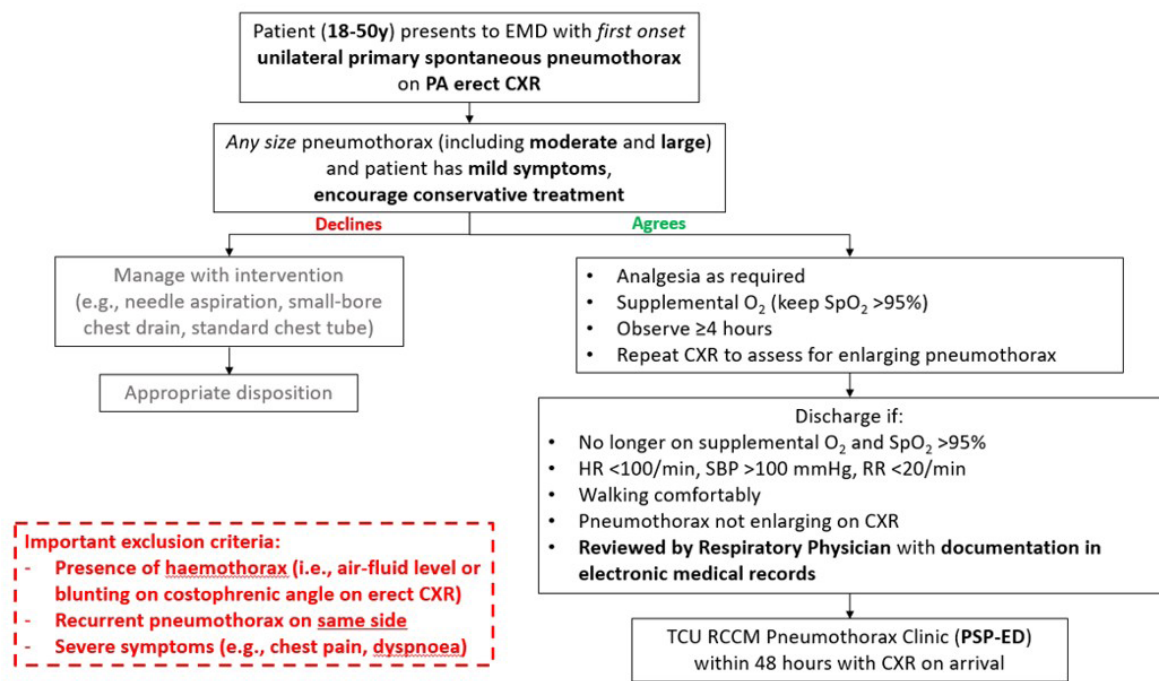 Patient (18-50y) presents to EMD with first onset
unilateral primary spontaneous pneumothorax
on PA erect CXR
Any size pneumothorax (including moderate and large)
and patient has mild symptoms,
encourage conservative treatment
Declines
Agrees
Manage with intervention
(e.g., needle aspiration, small-bore
chest drain, standard chest tube)
Appropriate disposition
• Analgesia as required
• Supplemental O₂ (keep SpO₂ >95%)
• Observe ≥4 hours
• Repeat CXR to assess for enlarging pneumothorax
Discharge if:
• No longer on supplemental O₂ and SpO₂ >95%
• HR <100/min, SBP >100 mmHg, RR <20/min
• Walking comfortably
• Pneumothorax not enlarging on CXR
• Reviewed by Respiratory Physician with documentation in
electronic medical records
TCU RCCM Pneumothorax Clinic (PSP-ED)
within 48 hours with CXR on arrival
Important exclusion criteria:
- Presence of haemothorax (i.e., air-fluid level or
blunting on costophrenic angle on erect CXR)
- Recurrent pneumothorax on same side
- Severe symptoms (e.g., chest pain, dyspnoea)